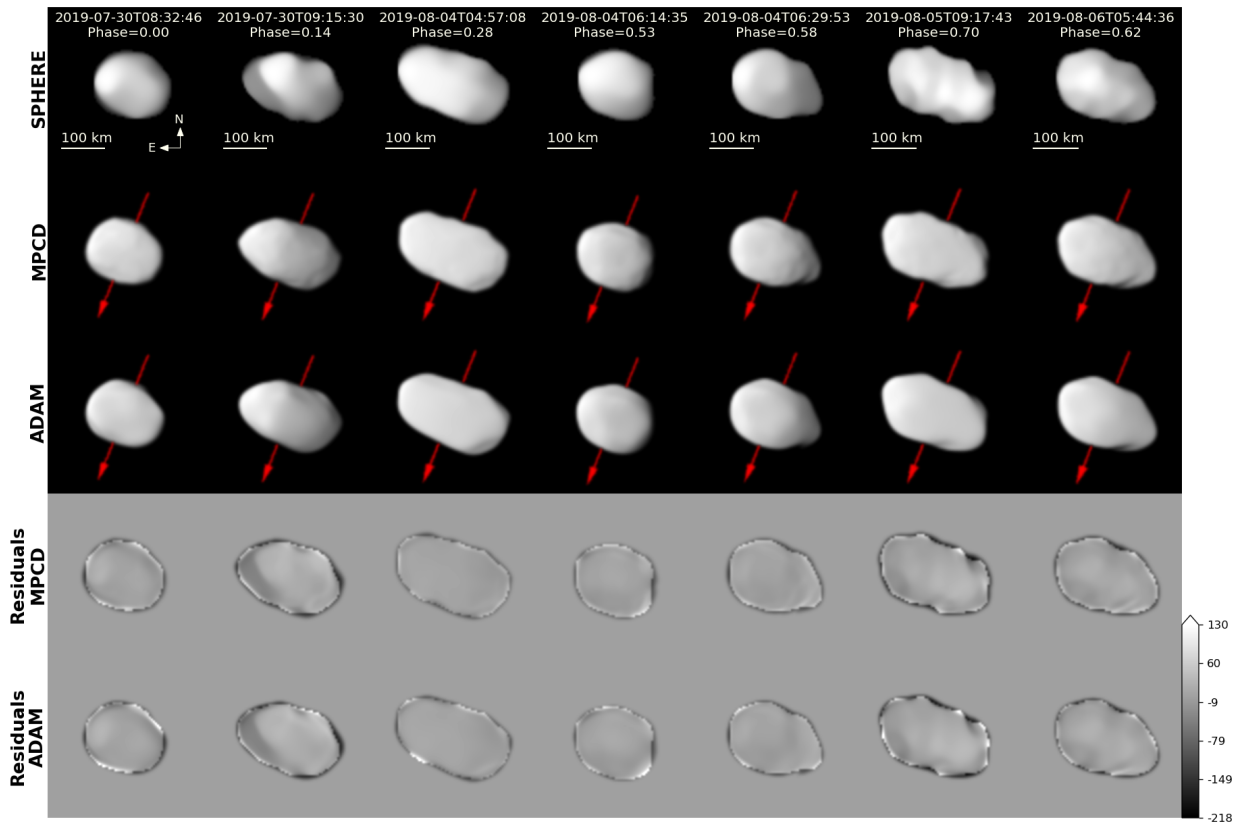 2019-07-30T08:32:46 2019-07-30T09:15:30 2019-08-04T04:57:08 2019-08-04T06:14:35 2019-08-04T06:29:53 2019-08-05T09:17:43 2019-08-06T05:44:36
Phase=0.00 Phase=0.14 Phase=0.28 Phase=0.53 Phase=0.58 Phase=0.70 Phase=0.62
SPHERE
N
100 km 100 km 100 km 100 km 100 km 100 km 100 km
E
MPCD
ADAM
Residuals
MPCD
Residuals
ADAM
130
60
-9
-79
-149
-218